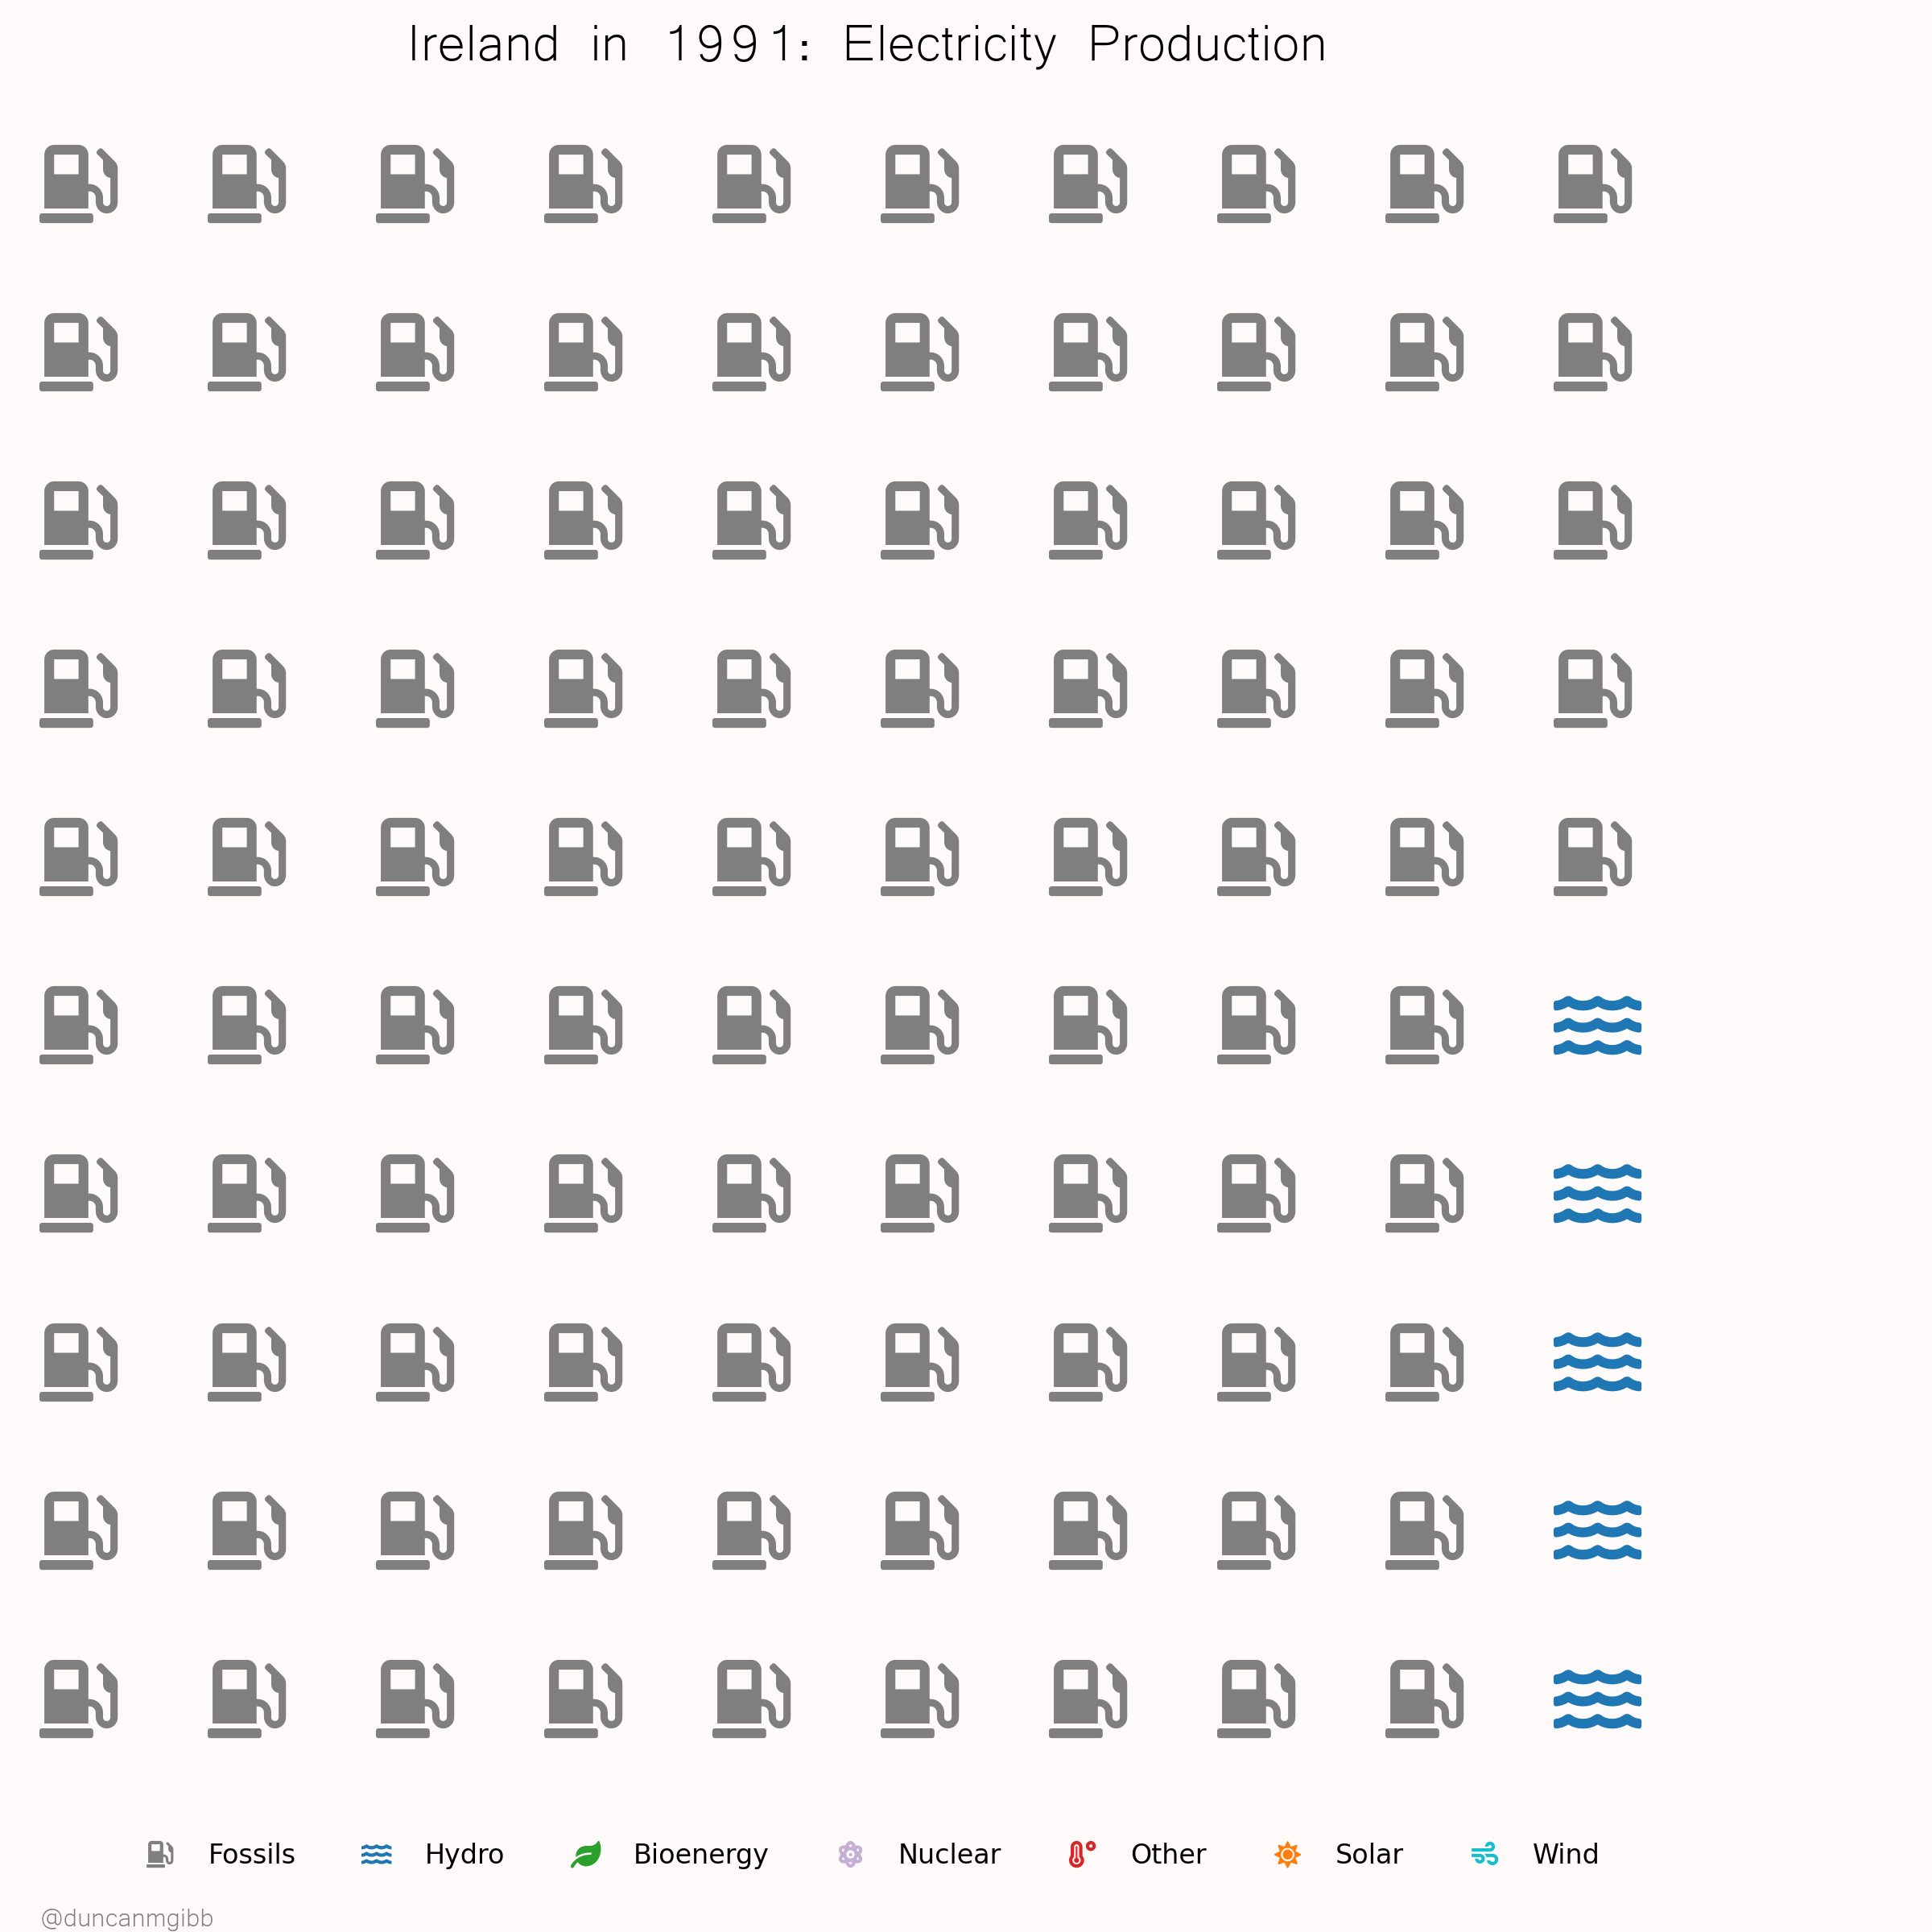 Ireland in 1991: Electricity Production
Fossils Hydro Bioenergy Nuclear Other Solar Wind
@duncanmgibb